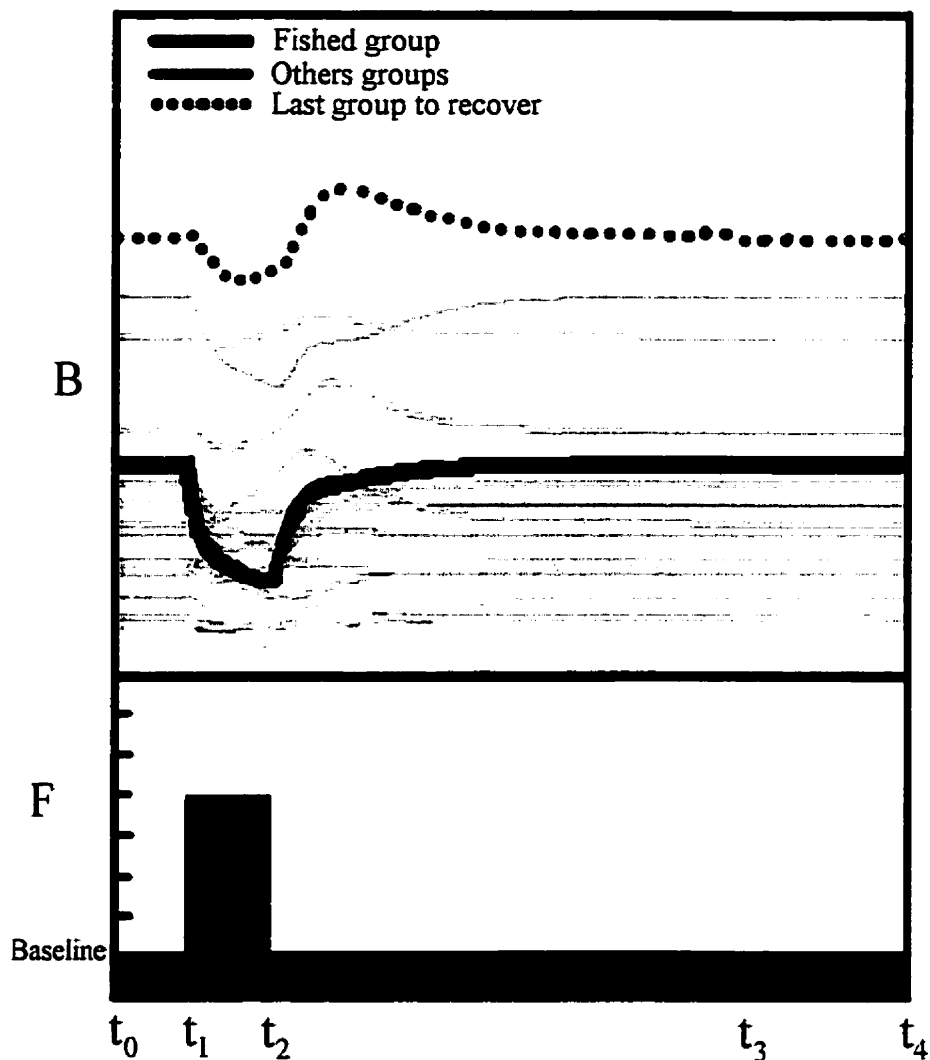 Fished group
Others groups
Last group to recover
B
F
Baseline
t₀ t₁ t₂ t₃ t₄